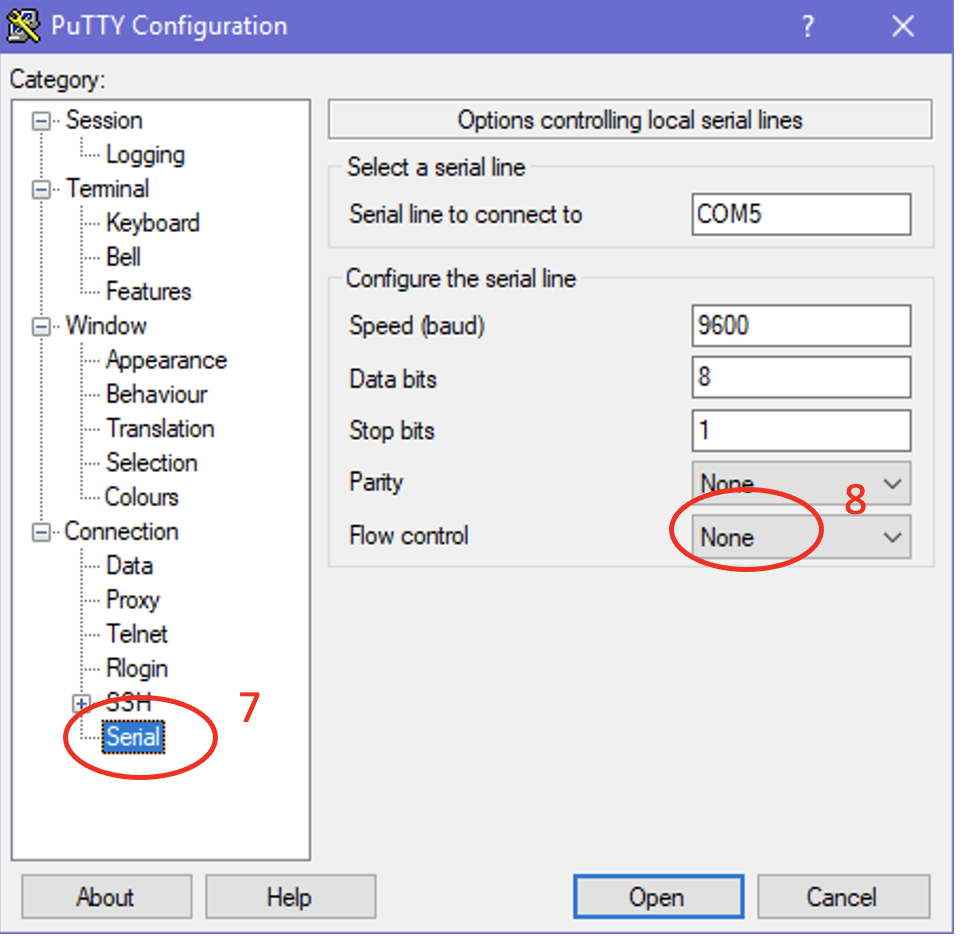 PuTTY Configuration
?
Category:
Session
Logging
Terminal
Keyboard
Bell
Features
Window
Appearance
Behaviour
Translation
Selection
Colours
Connection
Data
Proxy
Telnet
Rlogin
SSH
7
Serial
Options controlling local serial lines
Select a serial line
Serial line to connect to COM5
Configure the serial line
Speed (baud) 9600
Data bits 8
Stop bits 1
Parity None
8
Flow control None
About Help Open Cancel